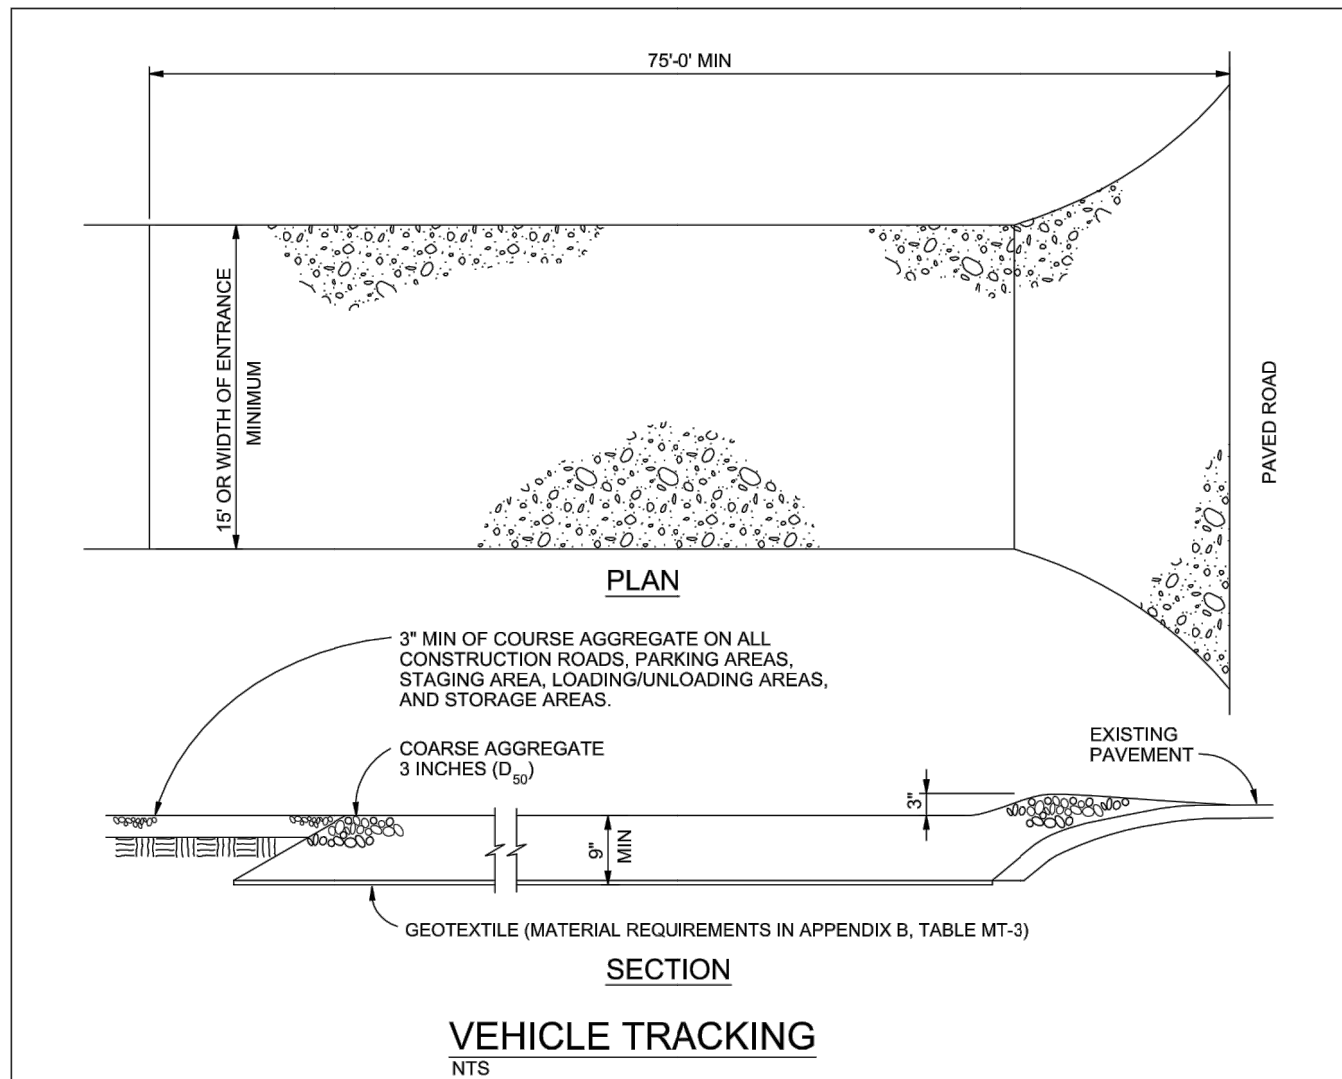 75'-0' MIN
15' OR WIDTH OF ENTRANCE
MINIMUM
PAVED ROAD
PLAN
3" MIN OF COURSE AGGREGATE ON ALL
CONSTRUCTION ROADS, PARKING AREAS,
STAGING AREA, LOADING/UNLOADING AREAS,
AND STORAGE AREAS.
COARSE AGGREGATE
3 INCHES (D50)
EXISTING
PAVEMENT
3"
9"
MIN
GEOTEXTILE (MATERIAL REQUIREMENTS IN APPENDIX B, TABLE MT-3)
SECTION
VEHICLE TRACKING
NTS